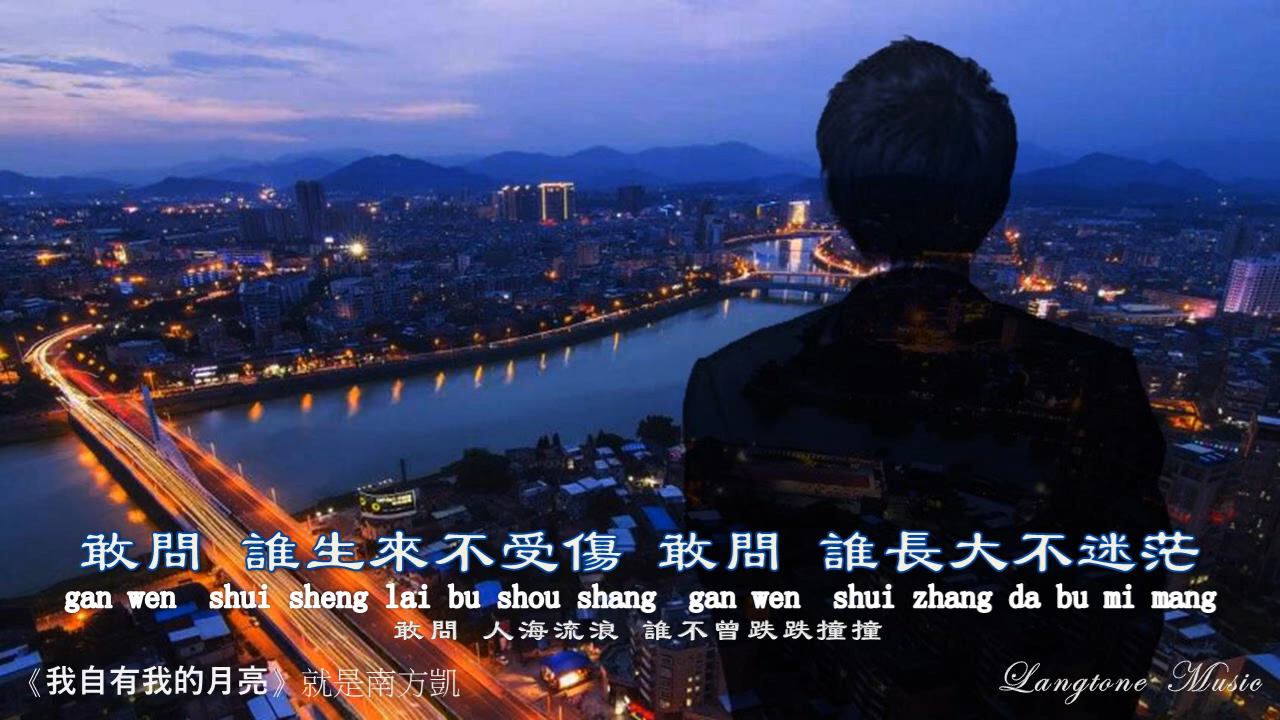 敢問 誰生來不受傷 敢問 誰長大不迷茫
gan wen shui sheng lai bu shou shang gan wen shui zhang da bu mi mang
敢問 人海流浪 誰不曾跌跌撞撞
《我自有我的月亮》就是南方凱
Langtone Music